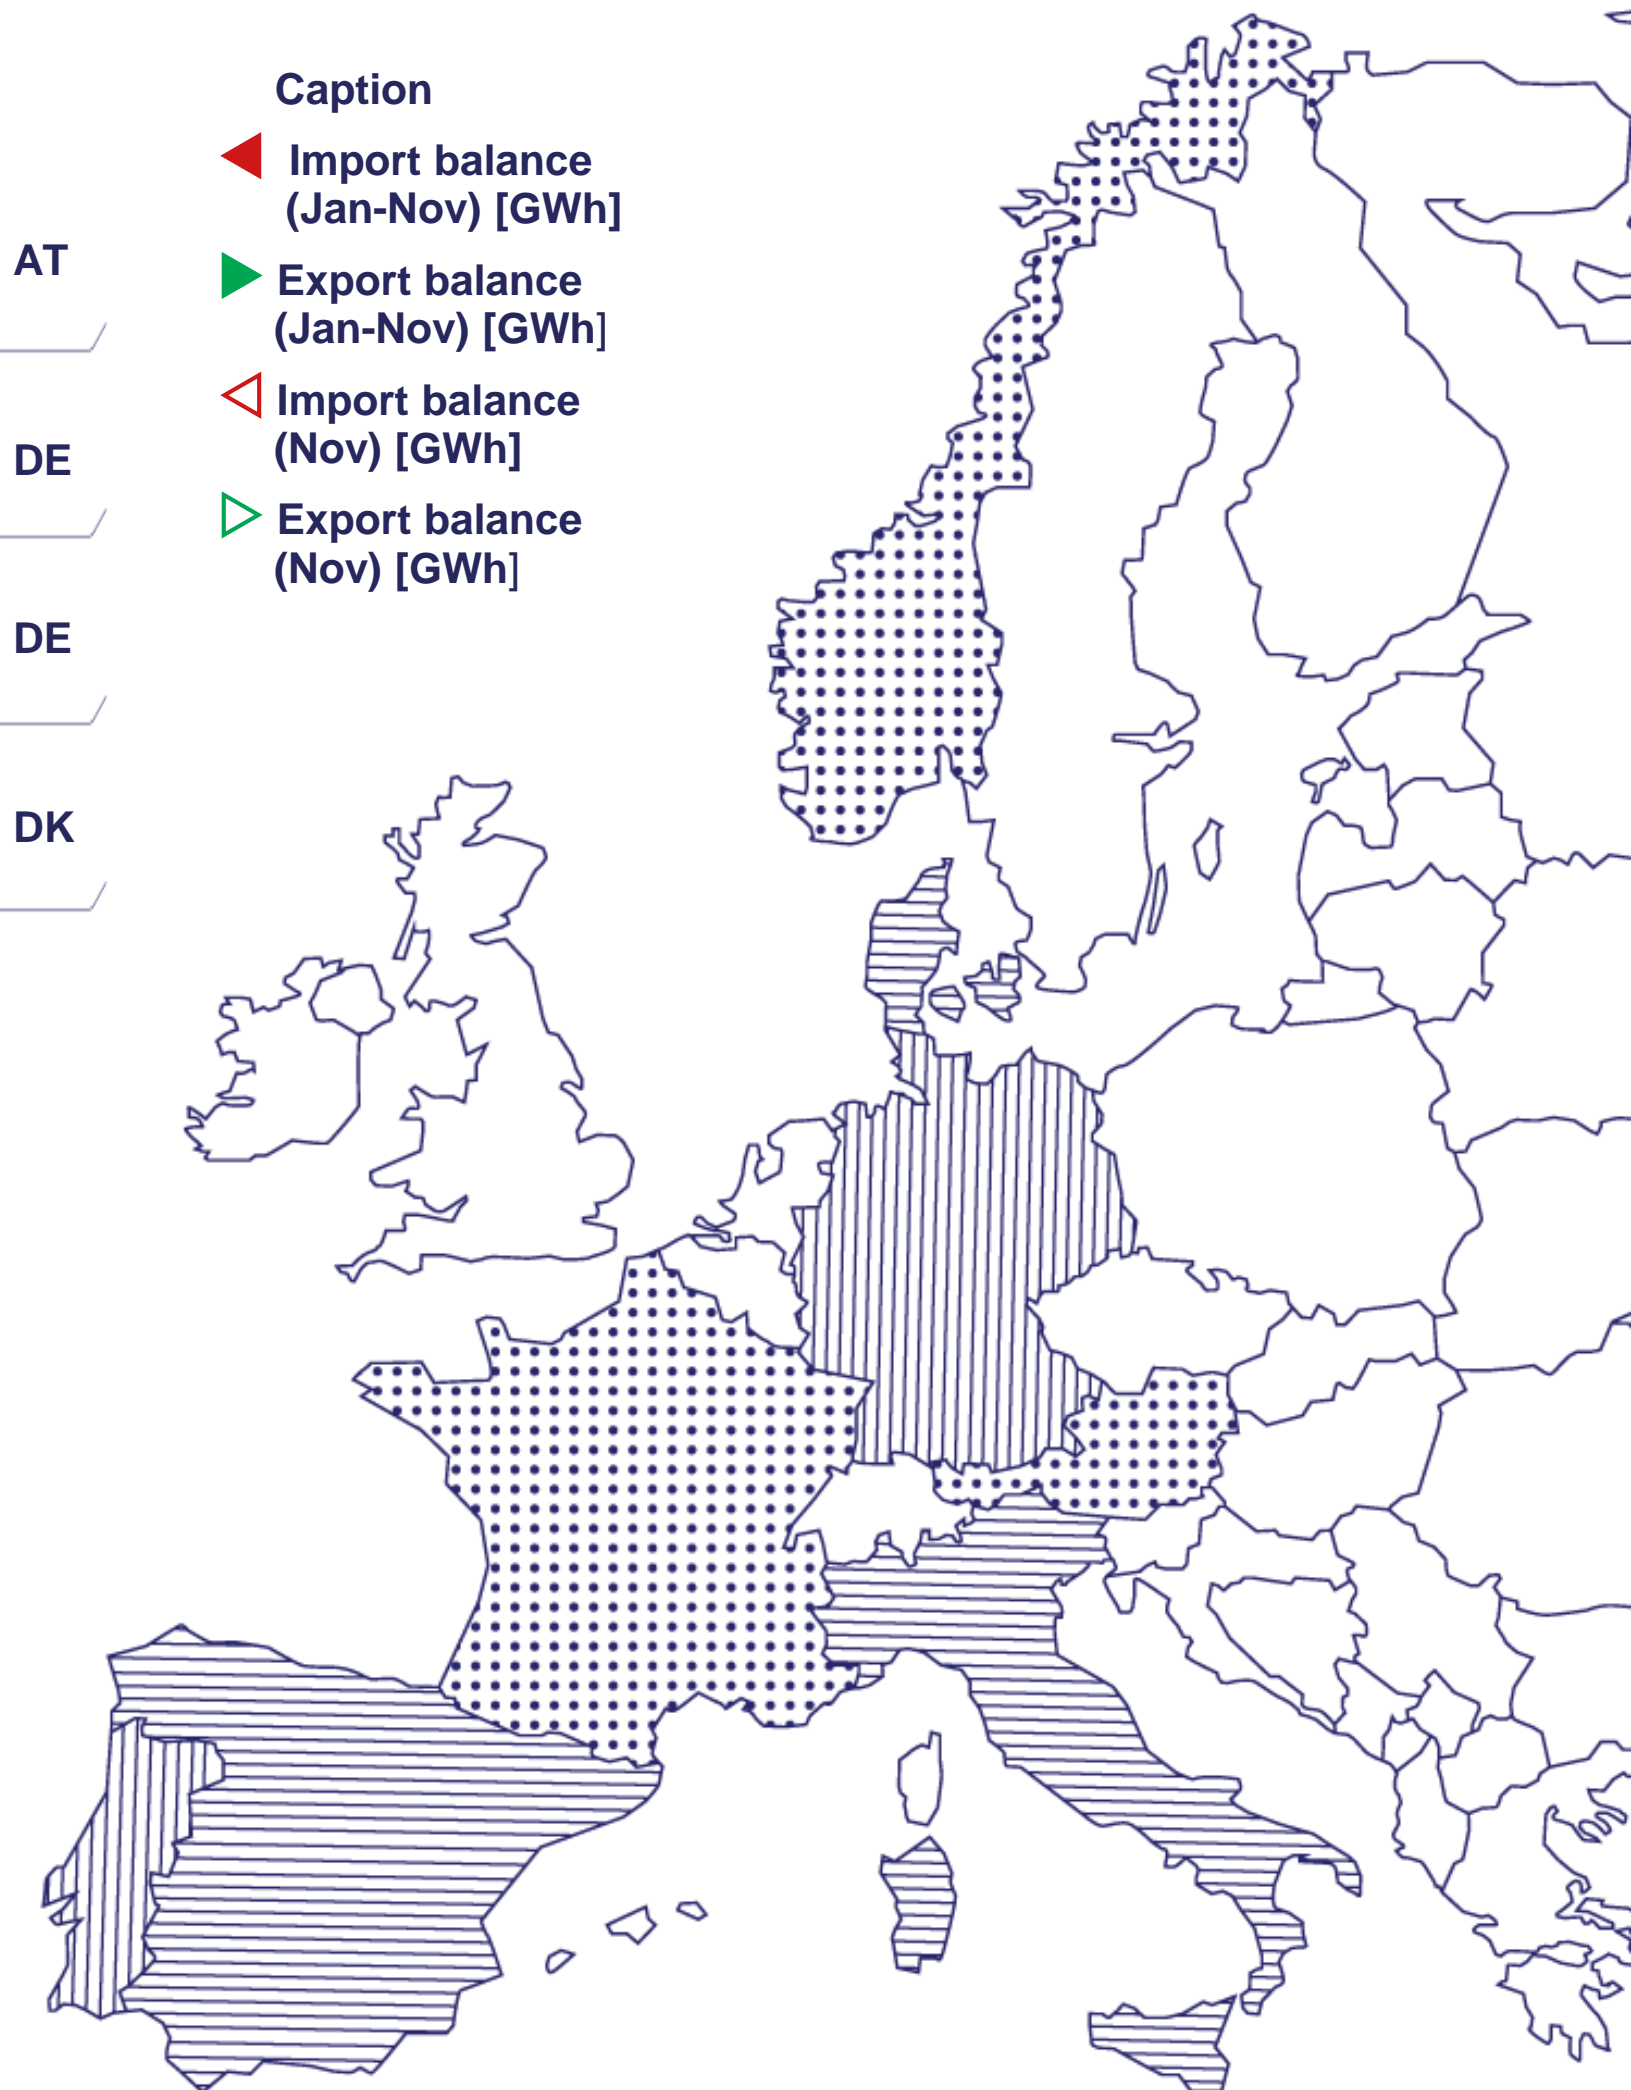 Caption
Import balance
(Jan-Nov) [GWh]
AT
Export balance
(Jan-Nov) [GWh]
Import balance
(Nov) [GWh]
DE
Export balance
(Nov) [GWh]
DE
DK